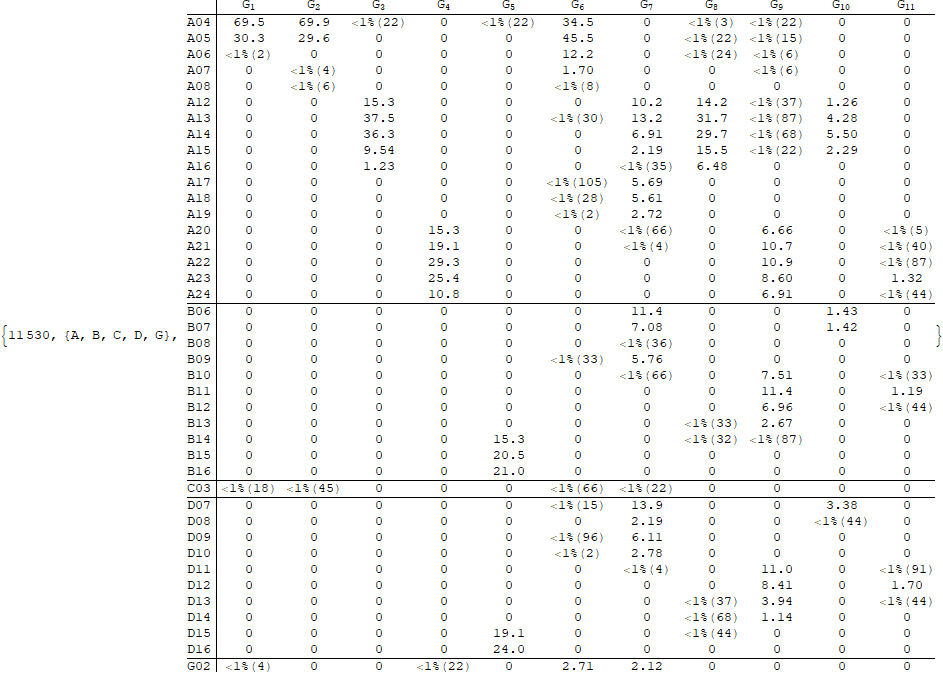 G1 G2 G3 G4 G5 G6 G7 G8 G9 G10 G11
A04 69.5 69.9 <1%(22) 0 <1%(22) 34.5 0 <1%(3) <1%(22) 0 0
A05 30.3 29.6 0 0 0 45.5 0 <1%(22) <1%(15) 0 0
A06 <1%(2) 0 0 0 0 12.2 0 <1%(24) <1%(6) 0 0
A07 0 <1%(4) 0 0 0 1.70 0 0 <1%(6) 0 0
A08 0 <1%(6) 0 0 0 <1%(8) 0 0 0 0 0
A12 0 0 15.3 0 0 0 10.2 14.2 <1%(37) 1.26 0
A13 0 0 37.5 0 0 <1%(30) 13.2 31.7 <1%(87) 4.28 0
A14 0 0 36.3 0 0 0 6.91 29.7 <1%(68) 5.50 0
A15 0 0 9.54 0 0 0 2.19 15.5 <1%(22) 2.29 0
A16 0 0 1.23 0 0 0 <1%(35) 6.48 0 0 0
A17 0 0 0 0 0 <1%(105) 5.69 0 0 0 0
A18 0 0 0 0 0 <1%(28) 5.61 0 0 0 0
A19 0 0 0 0 0 <1%(2) 2.72 0 0 0 0
A20 0 0 0 15.3 0 0 <1%(66) 0 6.66 0 <1%(5)
A21 0 0 0 19.1 0 0 <1%(4) 0 10.7 0 <1%(40)
A22 0 0 0 29.3 0 0 0 0 10.9 0 <1%(87)
A23 0 0 0 25.4 0 0 0 0 8.60 0 1.32
A24 0 0 0 10.8 0 0 0 0 6.91 0 <1%(44)
B06 0 0 0 0 0 0 11.4 0 0 1.43 0
{11530, {A, B, C, D, G}, B07 0 0 0 0 0 0 7.08 0 0 1.42 0 }
B08 0 0 0 0 0 0 <1%(36) 0 0 0 0
B09 0 0 0 0 0 <1%(33) 5.76 0 0 0 0
B10 0 0 0 0 0 0 <1%(66) 0 7.51 0 <1%(33)
B11 0 0 0 0 0 0 0 0 11.4 0 1.19
B12 0 0 0 0 0 0 0 0 6.96 0 <1%(44)
B13 0 0 0 0 0 0 0 <1%(33) 2.67 0 0
B14 0 0 0 0 15.3 0 0 <1%(32) <1%(87) 0 0
B15 0 0 0 0 20.5 0 0 0 0 0 0
B16 0 0 0 0 21.0 0 0 0 0 0 0
C03 <1%(18) <1%(45) 0 0 0 <1%(66) <1%(22) 0 0 0 0
D07 0 0 0 0 0 <1%(15) 13.9 0 0 3.38 0
D08 0 0 0 0 0 0 2.19 0 0 <1%(44) 0
D09 0 0 0 0 0 <1%(96) 6.11 0 0 0 0
D10 0 0 0 0 0 <1%(2) 2.78 0 0 0 0
D11 0 0 0 0 0 0 <1%(4) 0 11.0 0 <1%(91)
D12 0 0 0 0 0 0 0 0 8.41 0 1.70
D13 0 0 0 0 0 0 0 <1%(37) 3.94 0 <1%(44)
D14 0 0 0 0 0 0 0 <1%(68) 1.14 0 0
D15 0 0 0 0 19.1 0 0 <1%(44) 0 0 0
D16 0 0 0 0 24.0 0 0 0 0 0 0
G02 <1%(4) 0 0 <1%(22) 0 2.71 2.12 0 0 0 0